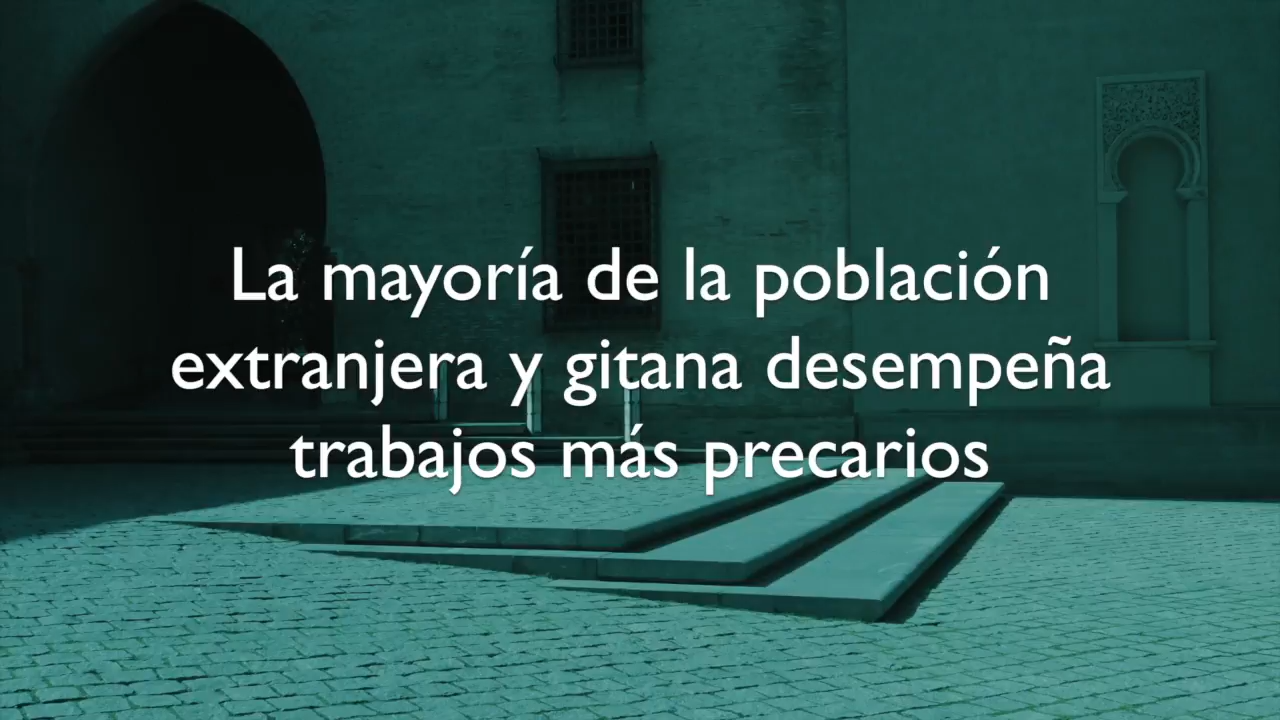 La mayoría de la población
extranjera y gitana desempeña
trabajos más precarios